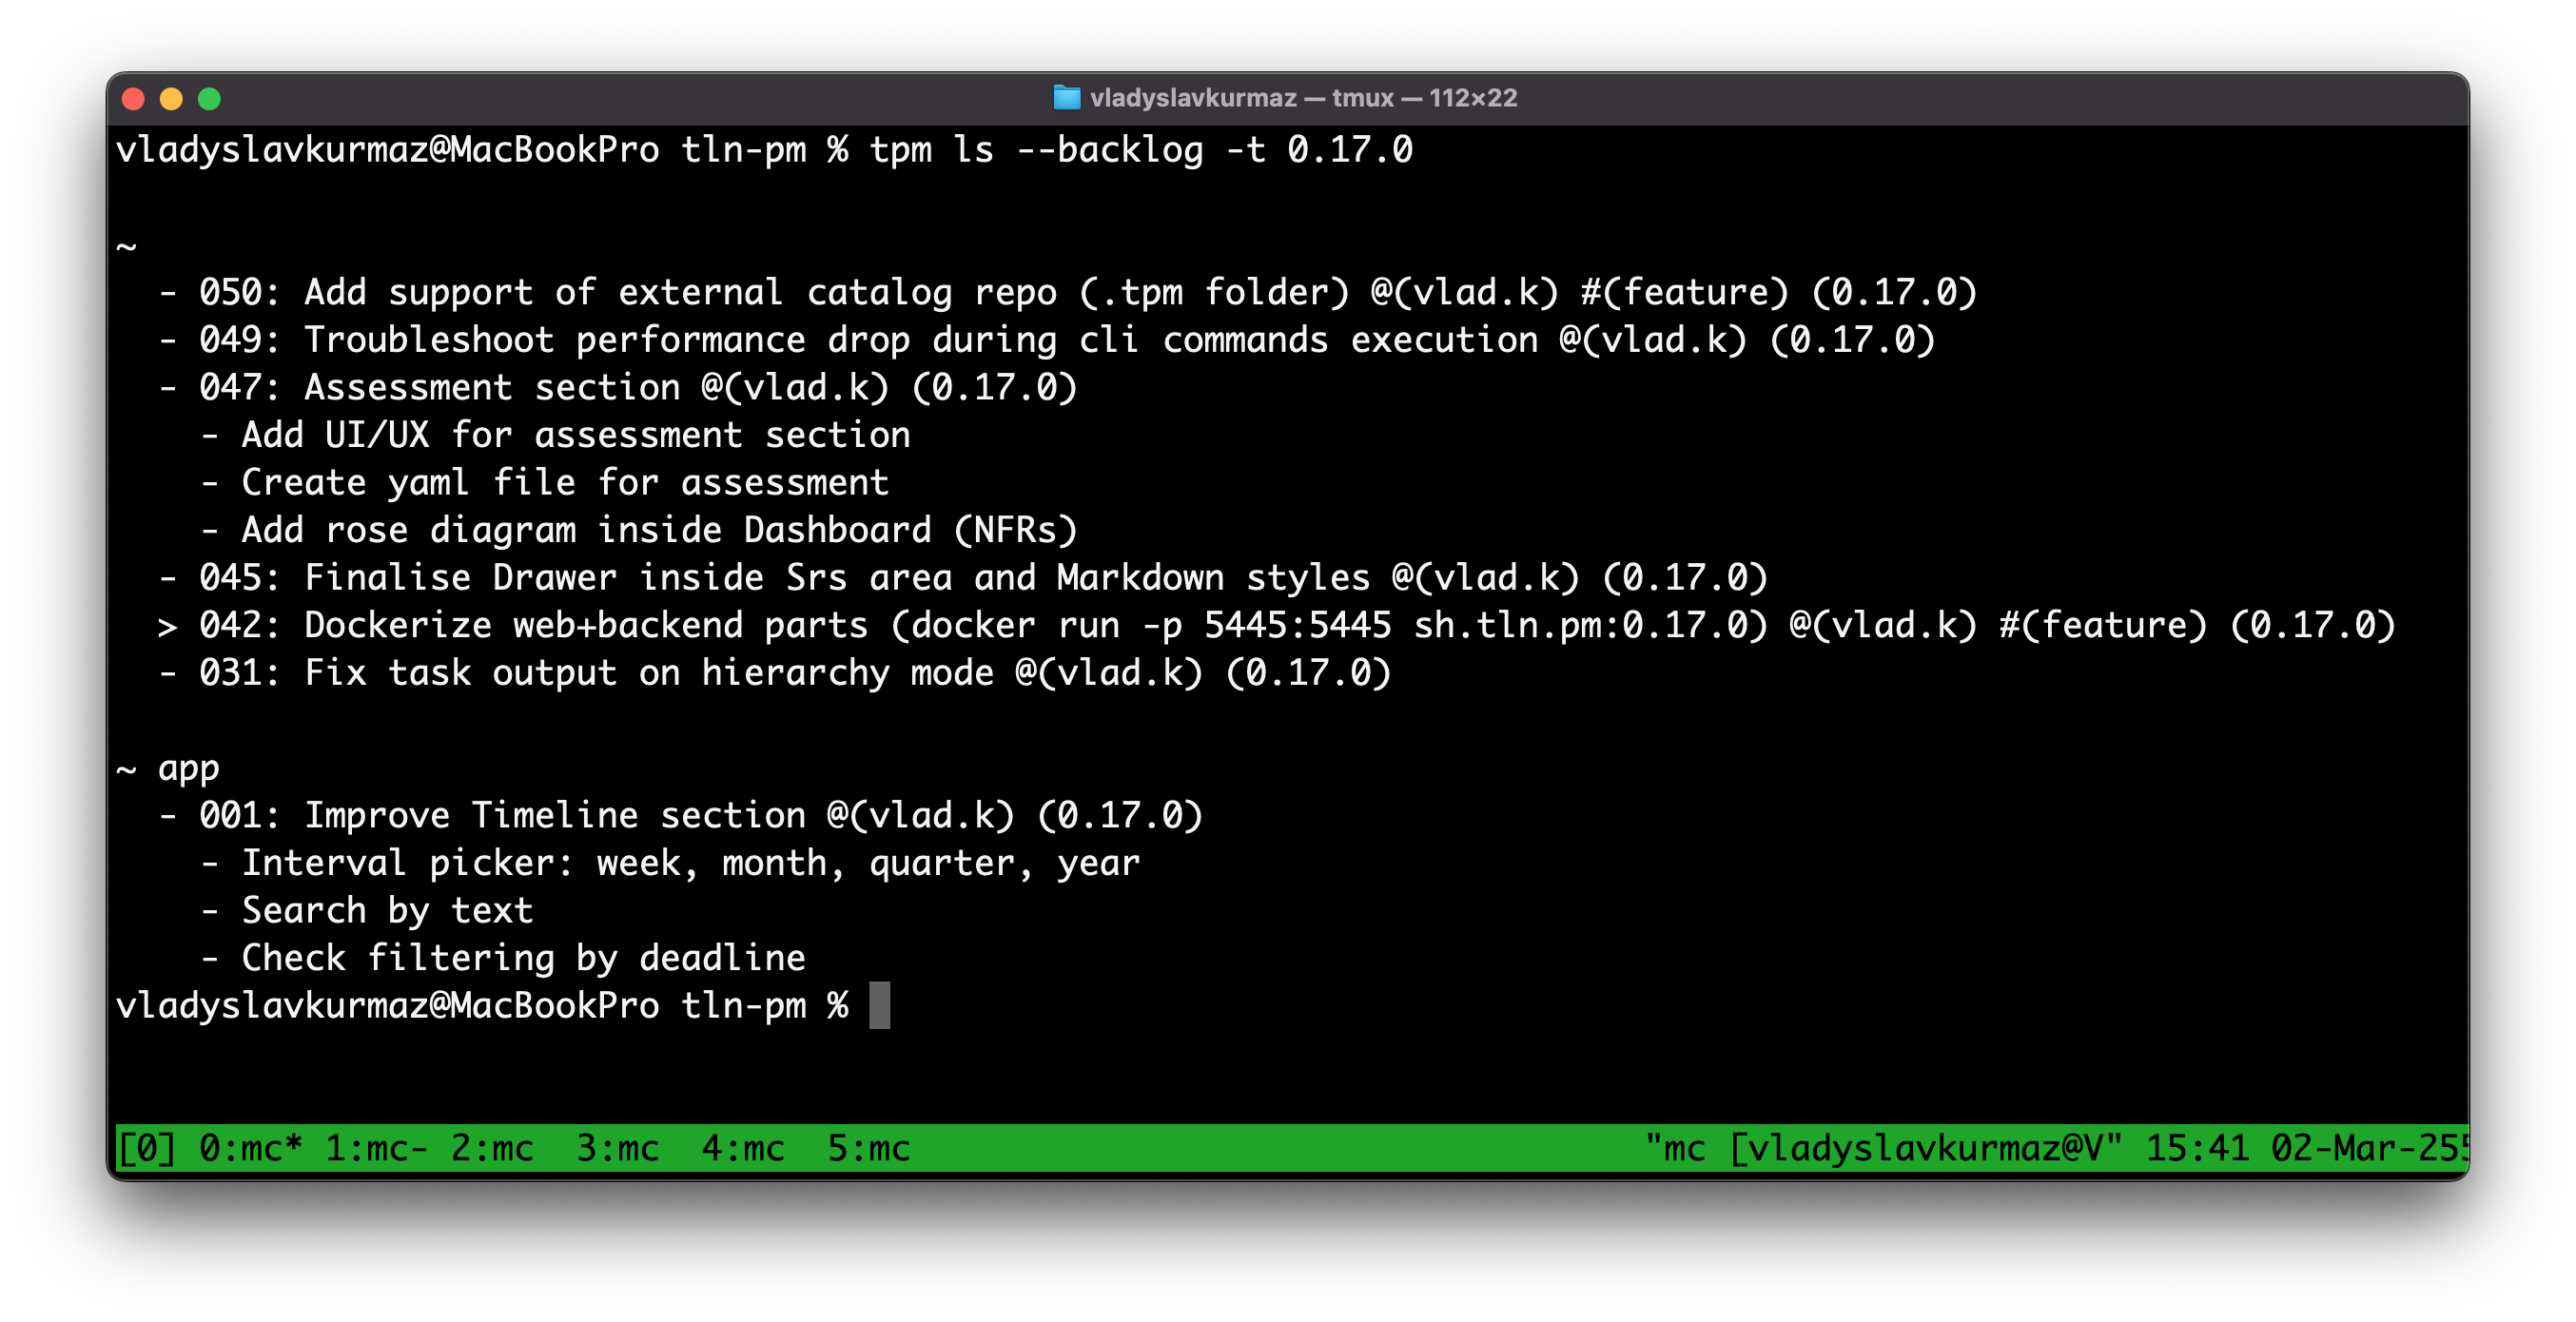 vladyslavkurmaz — tmux — 112×22
vladyslavkurmaz@MacBookPro tln-pm % tpm ls --backlog -t 0.17.0
~
- 050: Add support of external catalog repo (.tpm folder) @(vlad.k) #(feature) (0.17.0)
- 049: Troubleshoot performance drop during cli commands execution @(vlad.k) (0.17.0)
- 047: Assessment section @(vlad.k) (0.17.0)
- Add UI/UX for assessment section
- Create yaml file for assessment
- Add rose diagram inside Dashboard (NFRs)
- 045: Finalise Drawer inside Srs area and Markdown styles @(vlad.k) (0.17.0)
> 042: Dockerize web+backend parts (docker run -p 5445:5445 sh.tln.pm:0.17.0) @(vlad.k) #(feature) (0.17.0)
- 031: Fix task output on hierarchy mode @(vlad.k) (0.17.0)
~ app
- 001: Improve Timeline section @(vlad.k) (0.17.0)
- Interval picker: week, month, quarter, year
- Search by text
- Check filtering by deadline
vladyslavkurmaz@MacBookPro tln-pm %
[0] 0:mc* 1:mc- 2:mc  3:mc  4:mc  5:mc "mc [vladyslavkurmaz@V" 15:41 02-Mar-255